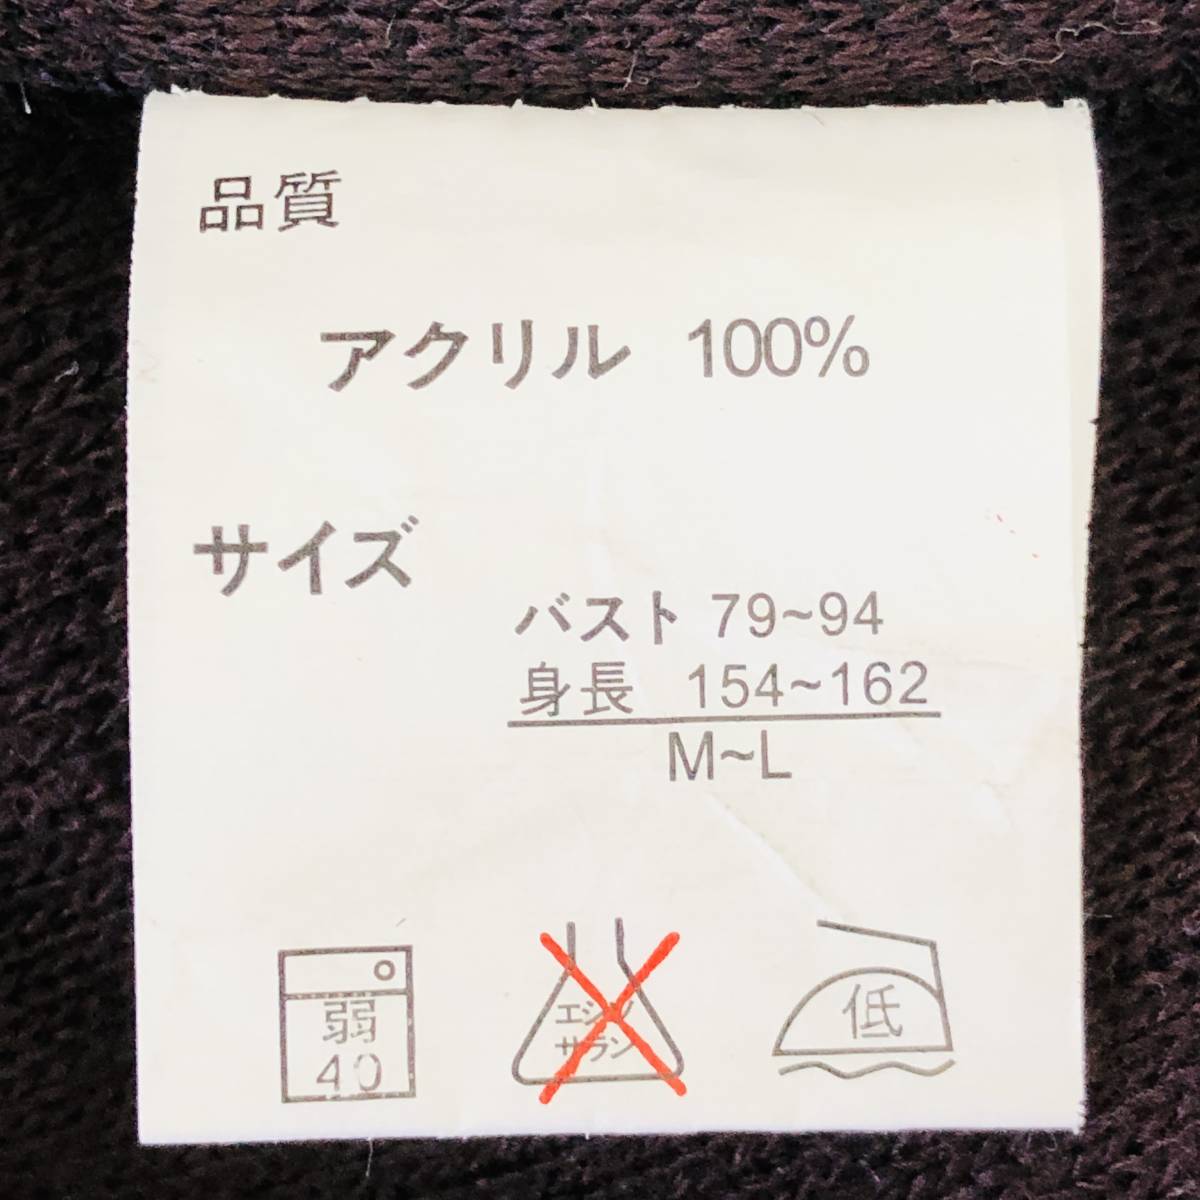 品質
アクリル 100%
サイズ
バスト 79~94
身長 154~162
M~L
弱
40
エンソ
サラシ
低